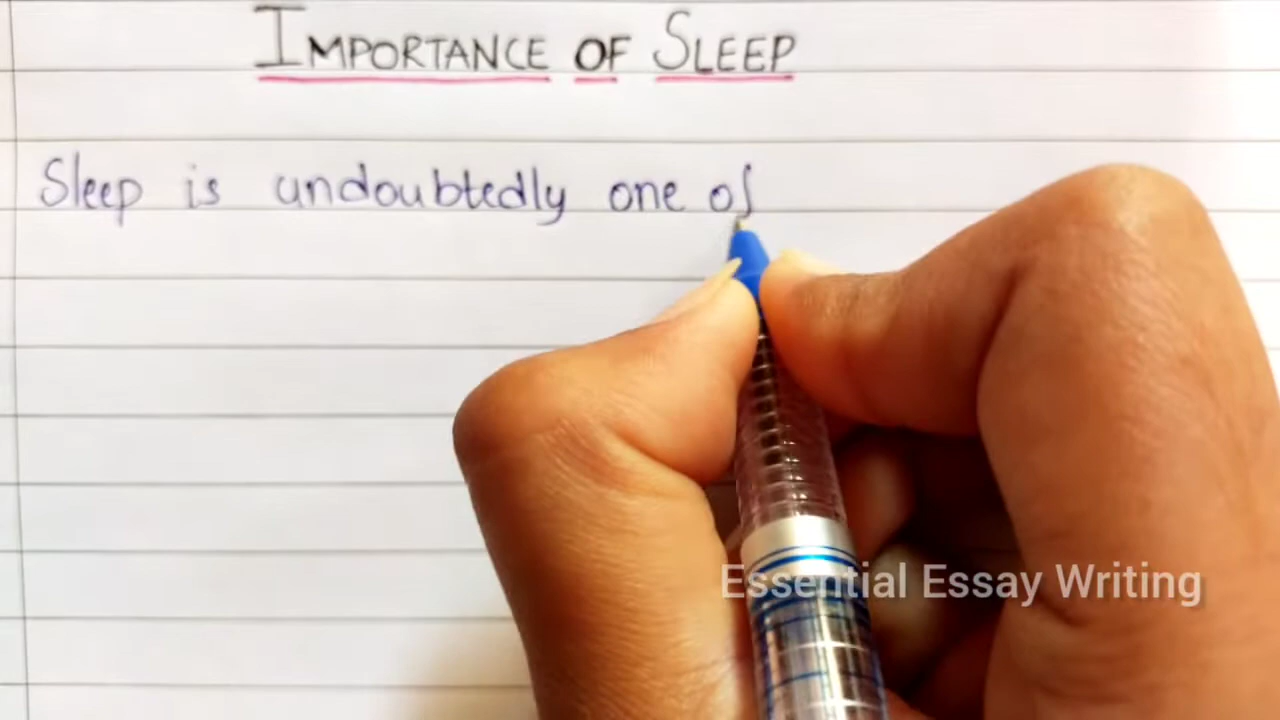 IMPORTANCE OF SLEEP
Sleep is undoubtedly one of
Essential Essay Writing